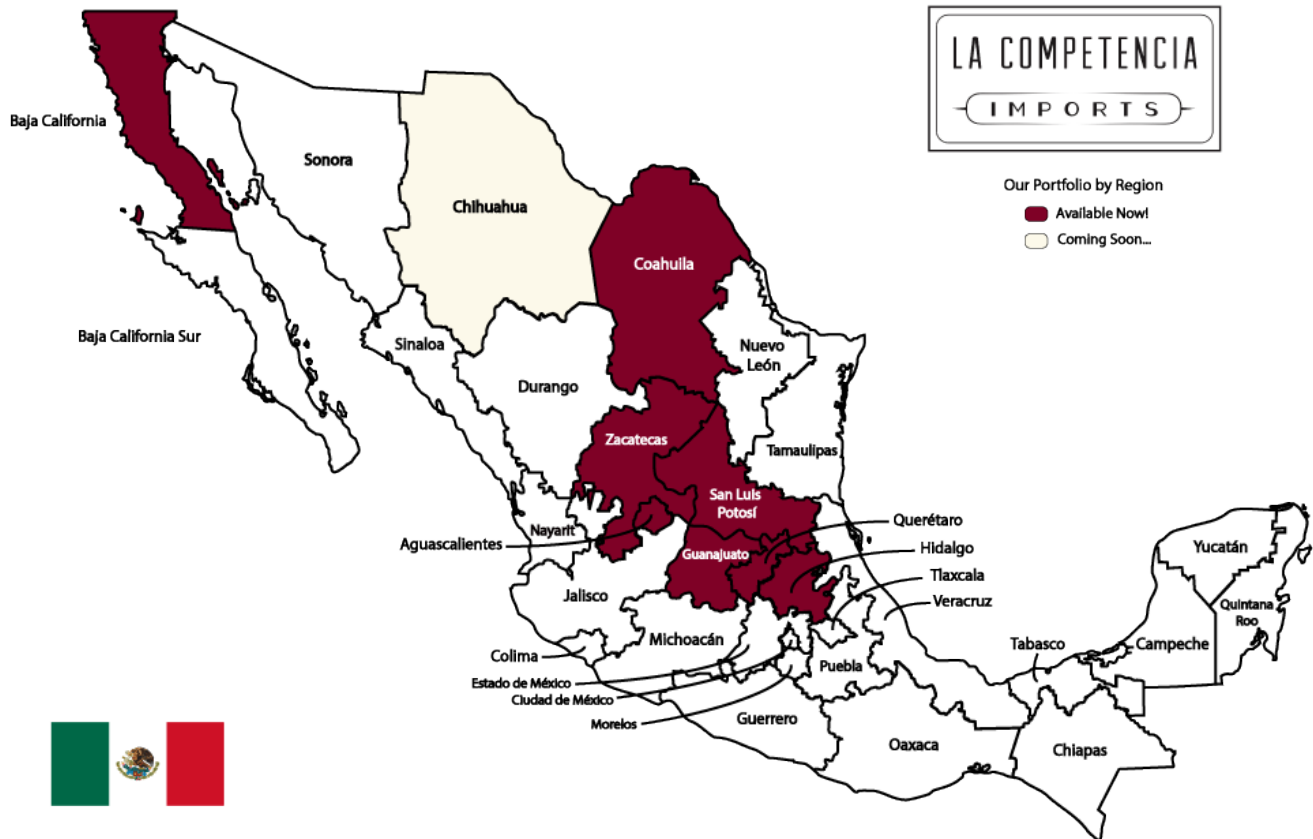 LA COMPETENCIA
IMPORTS
Our Portfolio by Region
Available Now!
Coming Soon...
Baja California
Sonora
Chihuahua
Coahuila
Baja California Sur
Sinaloa
Nuevo
León
Durango
Zacatecas
Tamaulipas
San Luis
Potosí
Nayarit
Aguascalientes
Guanajuato
Querétaro
Hidalgo
Tlaxcala
Veracruz
Yucatán
Quintana
Roo
Jalisco
Michoacán
Colima
Estado de México
Ciudad de México
Morelos
Puebla
Guerrero
Oaxaca
Tabasco
Campeche
Chiapas